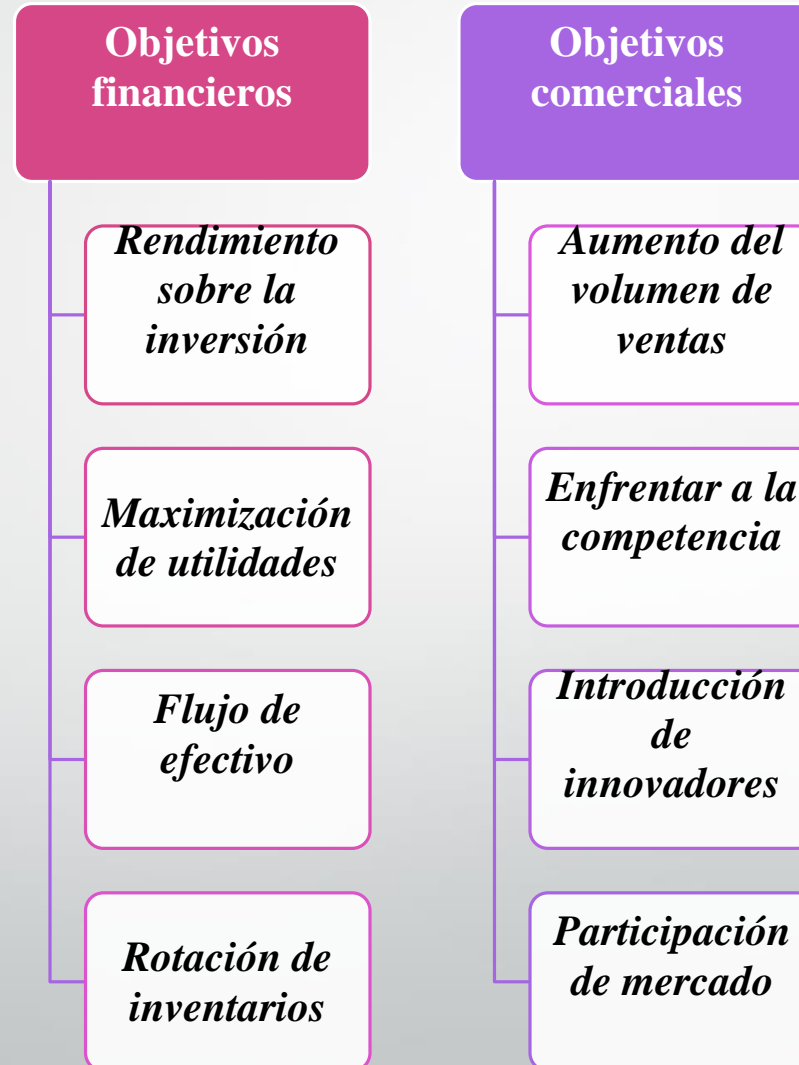 Objetivos
financieros
Rendimiento
sobre la
inversión
Maximización
de utilidades
Flujo de
efectivo
Rotación de
inventarios
Objetivos
comerciales
Aumento del
volumen de
ventas
Enfrentar a la
competencia
Introducción
de
innovadores
Participación
de mercado